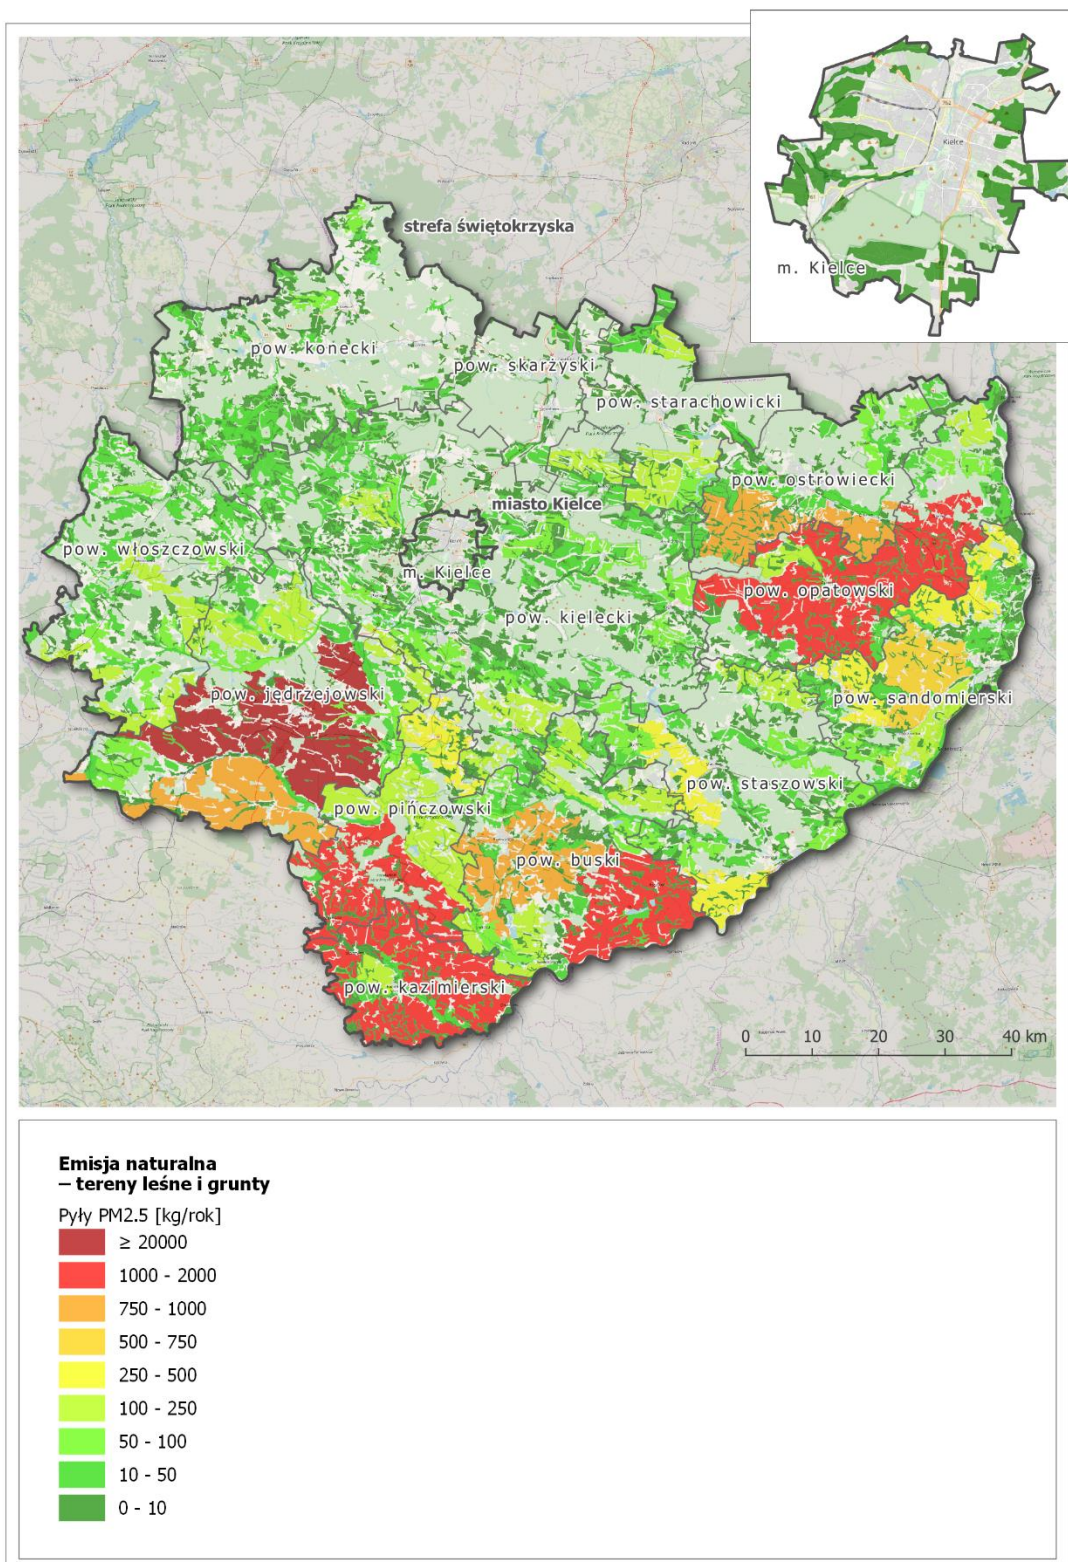 Kielce
m. Kielce
strefa świętokrzyska
pow. konecki
pow. skarżyski
pow. starachowicki
pow. ostrowiecki
miasto Kielce
pow. włoszczowski
m. Kielce
pow. opatowski
pow. kielecki
pow. jędrzejowski
pow. sandomierski
pow. staszowski
pow. pińczowski
pow. buski
pow. kazimierski
0 10 20 30 40 km
Emisja naturalna
– tereny leśne i grunty
Pyły PM2.5 [kg/rok]
≥ 20000
1000 - 2000
750 - 1000
500 - 750
250 - 500
100 - 250
50 - 100
10 - 50
0 - 10